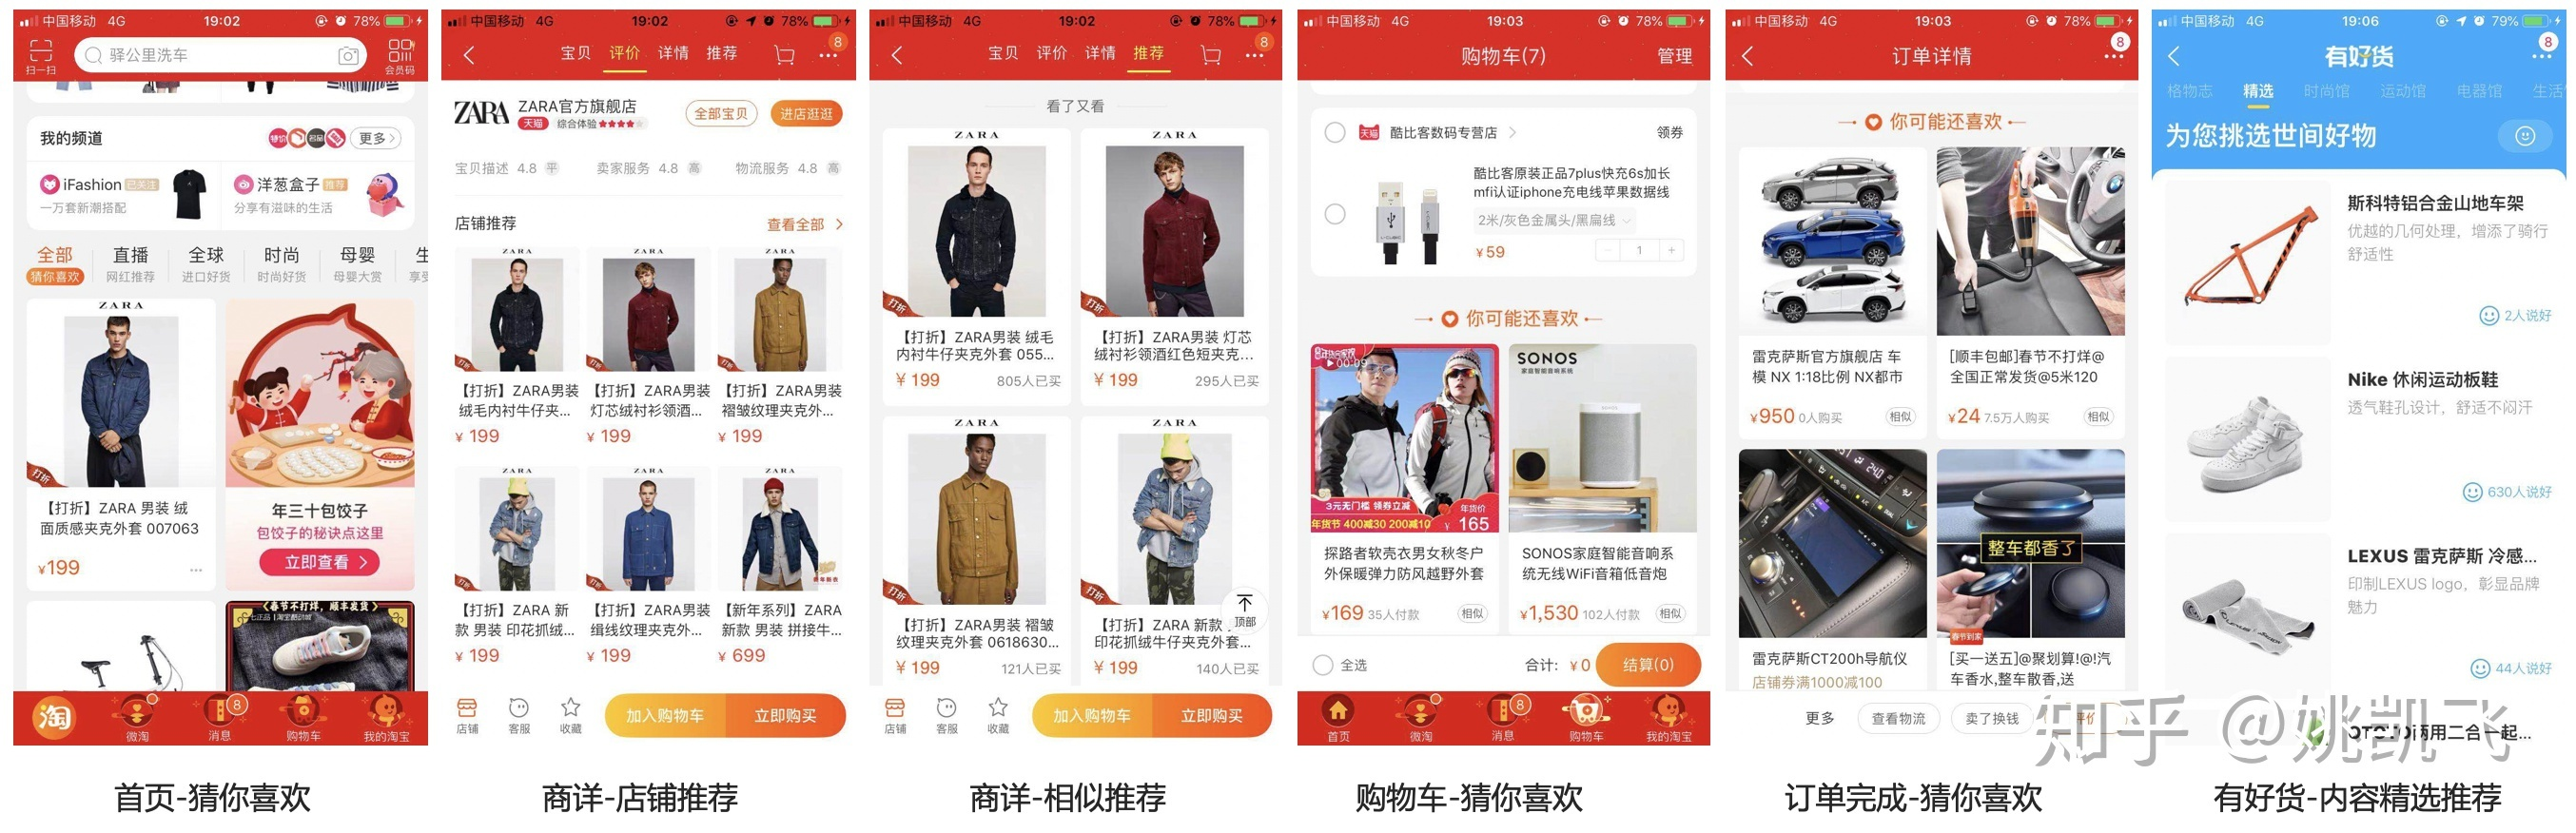 中国移动 4G 19:02 78%
扫一扫
驿公里洗车
会员码
我的频道
更多 >
iFashion 已关注
一万套新潮搭配
洋葱盒子 推荐
分享有滋味的生活
全部 直播 全球 时尚 母婴
猜你喜欢 网红推荐 进口好货 时尚好货 母婴大赏
ZARA
打折
【打折】ZARA 男装 绒
面质感夹克外套 007063
¥199
年三十包饺子
包饺子的秘诀点这里
立即查看 >
春节不打烊，顺丰发货
淘 微淘 消息 8 购物车 我的淘宝
首页-猜你喜欢
中国移动 4G 19:02 78%
宝贝 评价 详情 推荐 8
ZARA
ZARA官方旗舰店
天猫 综合体验
全部宝贝 进店逛逛
宝贝描述 4.8 平 卖家服务 4.8 高 物流服务 4.8 高
店铺推荐 查看全部 >
ZARA ZARA ZARA
【打折】ZARA男装 【打折】ZARA男装 【打折】ZARA男装
绒毛内衬牛仔夹... 灯芯绒衬衫领酒... 褶皱纹理夹克外...
¥ 199 ¥ 199 ¥ 199
ZARA ZARA ZARA
【打折】ZARA 新 【打折】ZARA男装 【新年系列】ZARA
款 男装 印花抓绒... 缉线纹理夹克外... 新款 男装 拼接牛...
¥ 199 ¥ 199 ¥ 699
店铺 客服 收藏 加入购物车 立即购买
商详-店铺推荐
中国移动 4G 19:02 78%
宝贝 评价 详情 推荐 8
看了又看
ZARA ZARA
打折 打折
【打折】ZARA男装 绒毛 【打折】ZARA男装 灯芯
内衬牛仔夹克外套 055... 绒衬衫领酒红色短夹克...
¥ 199 805人已买 ¥ 199 295人已买
ZARA ZARA
打折 打折
【打折】ZARA男装 褶皱 【打折】ZARA 新款
纹理夹克外套 0618630... 印花抓绒牛仔夹克外套...
¥ 199 121人已买 ¥ 199 140人已买
顶部
店铺 客服 收藏 加入购物车 立即购买
商详-相似推荐
中国移动 4G 19:03 78%
购物车(7) 管理
天猫 酷比客数码专营店 > 领券
酷比客原装正品7plus快充6s加长
mfi认证iphone充电线苹果数据线
2米/灰色金属头/黑扁线
¥59 - 1 +
你可能还喜欢
3元无门槛 领券立减
年货节 400减30 200减10
年货价
¥ 165
SONOS
家庭智能音响系统
探路者软壳衣男女秋冬户
外保暖弹力防风越野外套
¥169 35人付款 相似
SONOS家庭智能音响系
统无线WiFi音箱低音炮
¥1,530 102人付款 相似
全选 合计: ¥0 结算(0)
首页 微淘 消息 8 购物车 我的淘宝
购物车-猜你喜欢
中国移动 4G 19:03 78%
订单详情 8
你可能还喜欢
雷克萨斯官方旗舰店 车
模 NX 1:18比例 NX都市
¥950 0人购买 相似
[顺丰包邮]春节不打烊@
全国正常发货@5米120
¥24 7.5万人购买 相似
整车都香了
春节到家
雷克萨斯CT200h导航仪
店铺券满1000减100
[买一送五]@聚划算!@!汽
车香水,整车散香,送
更多 查看物流 卖了换钱 评价
订单完成-猜你喜欢
中国移动 4G 19:06 79%
有好货 8
格物志 精选 时尚馆 运动馆 电器馆 生活
为您挑选世间好物
斯科特铝合金山地车架
优越的几何处理，增添了骑行
舒适性
2人说好
Nike 休闲运动板鞋
透气鞋孔设计，舒适不闷汗
630人说好
LEXUS 雷克萨斯 冷感...
印制LEXUS logo，彰显品牌
魅力
44人说好
OTOTO两用二合一起...
知乎 @姚凯飞
有好货-内容精选推荐